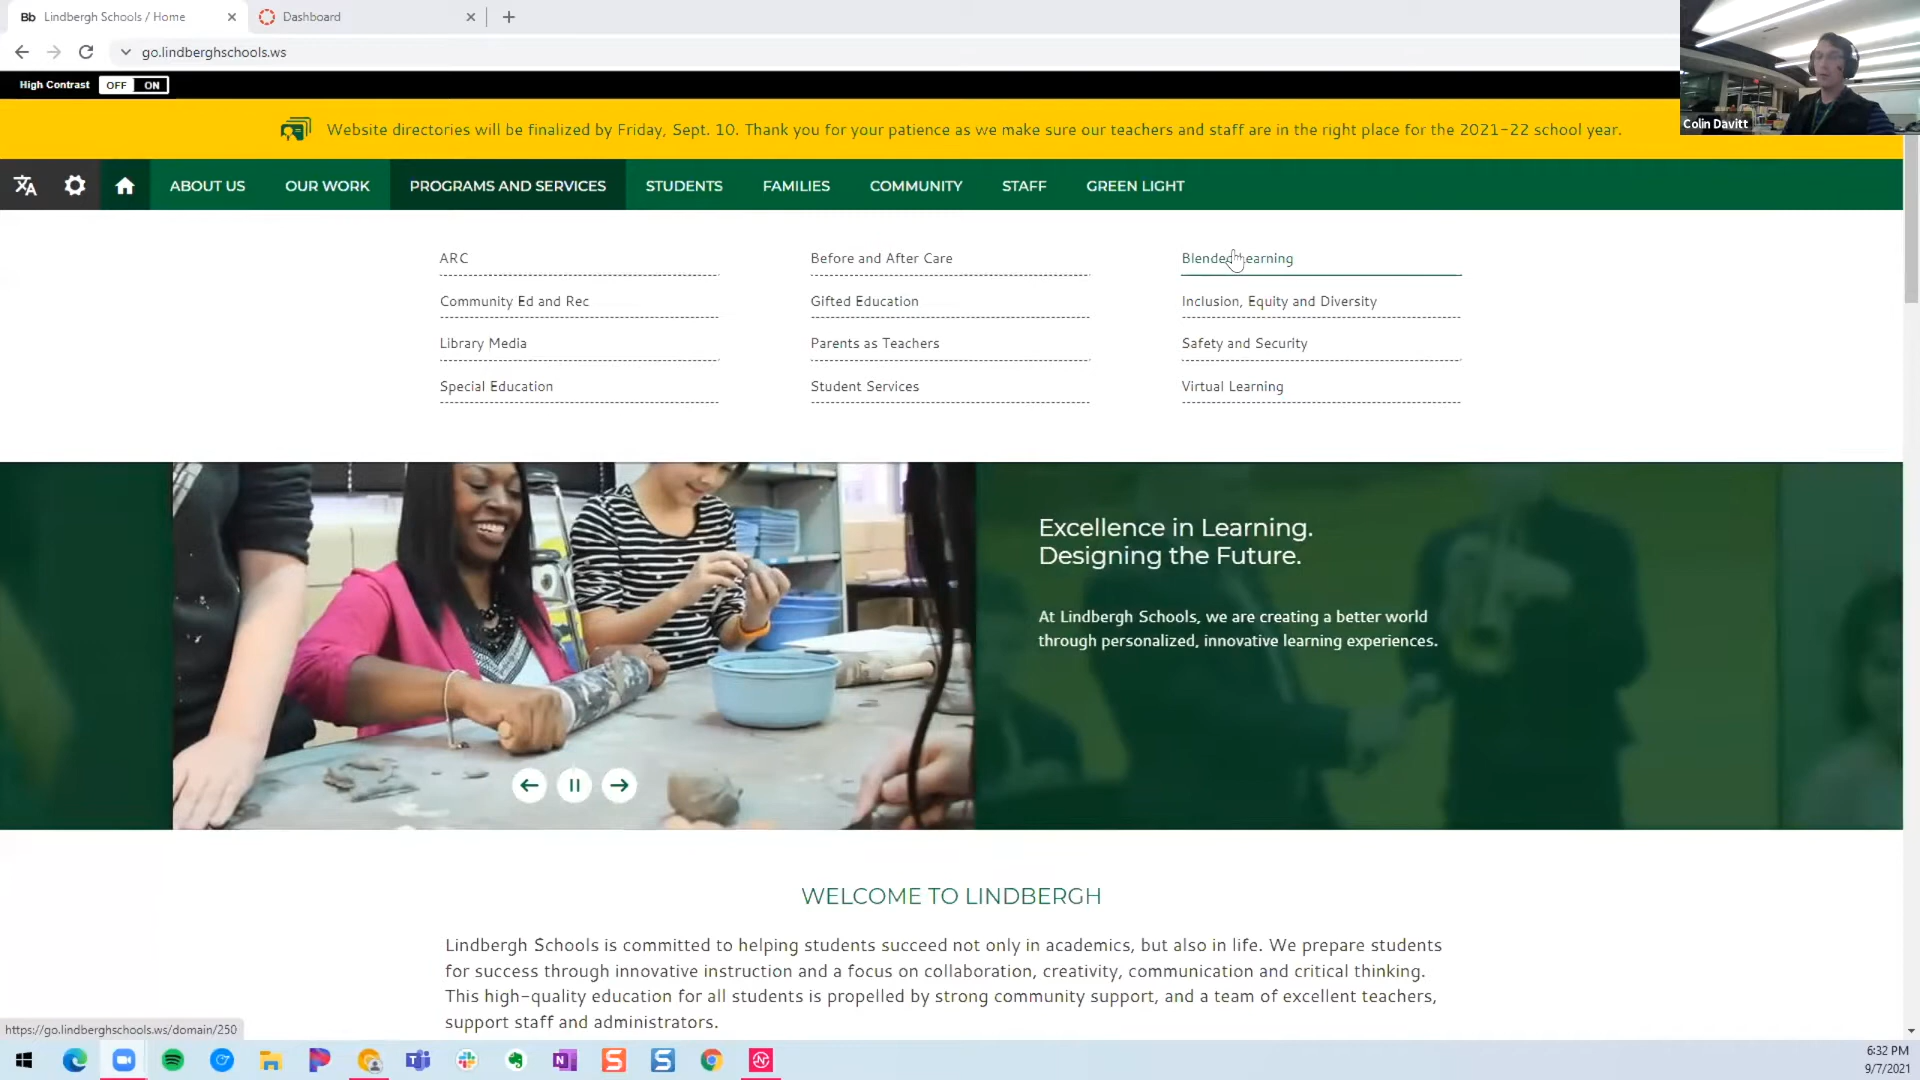 Bb Lindbergh Schools / Home
Dashboard
go.lindberghschools.ws
High Contrast OFF ON
Colin Davitt
Website directories will be finalized by Friday, Sept. 10. Thank you for your patience as we make sure our teachers and staff are in the right place for the 2021-22 school year.
ABOUT US OUR WORK PROGRAMS AND SERVICES STUDENTS FAMILIES COMMUNITY STAFF GREEN LIGHT
ARC Before and After Care Blended Learning
Community Ed and Rec Gifted Education Inclusion, Equity and Diversity
Library Media Parents as Teachers Safety and Security
Special Education Student Services Virtual Learning
Excellence in Learning.
Designing the Future.
At Lindbergh Schools, we are creating a better world
through personalized, innovative learning experiences.
WELCOME TO LINDBERGH
Lindbergh Schools is committed to helping students succeed not only in academics, but also in life. We prepare students
for success through innovative instruction and a focus on collaboration, creativity, communication and critical thinking.
This high-quality education for all students is propelled by strong community support, and a team of excellent teachers,
support staff and administrators.
https://go.lindberghschools.ws/domain/250
6:32 PM
9/7/2021